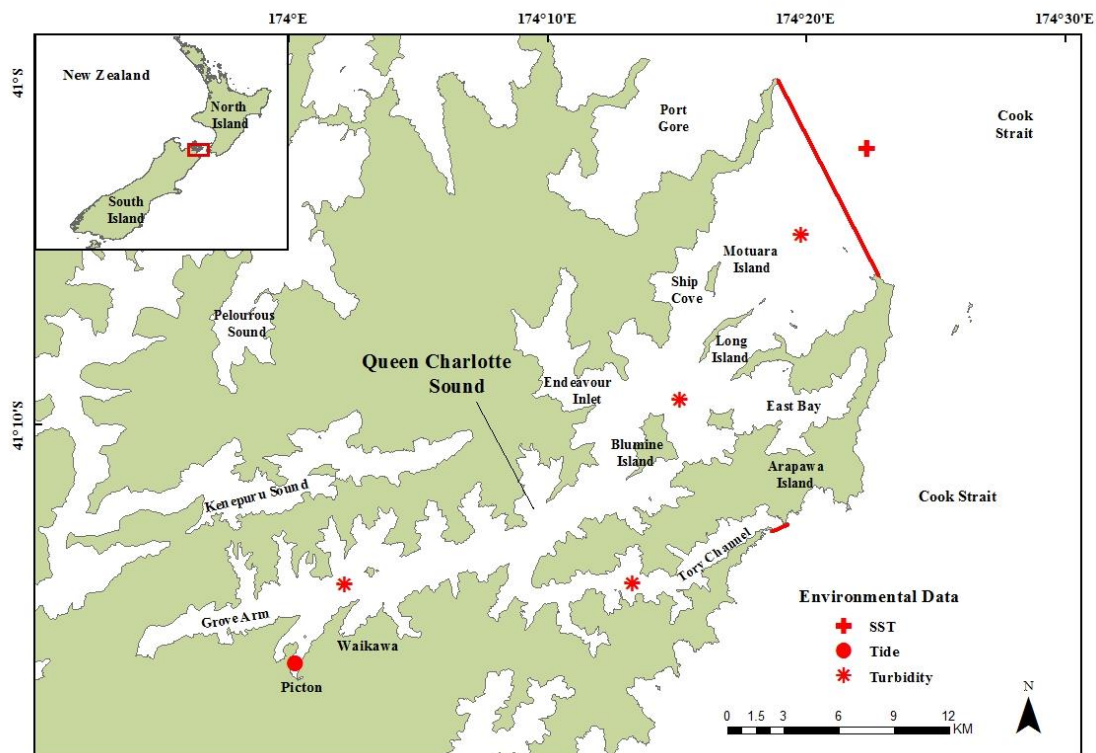 174°E
174°10'E
174°20'E
174°30'E
41°S
41°10'S
New Zealand
North
Island
South
Island
Port
Gore
Cook
Strait
Motuara
Island
Ship
Cove
Pelourous
Sound
Long
Island
Queen Charlotte
Sound
Endeavour
Inlet
East Bay
Blumine
Island
Arapawa
Island
Kenepuru Sound
Cook Strait
Tory Channel
Grove Arm
Waikawa
Picton
Environmental Data
SST
Tide
Turbidity
N
0 1.5 3 6 9 12
KM